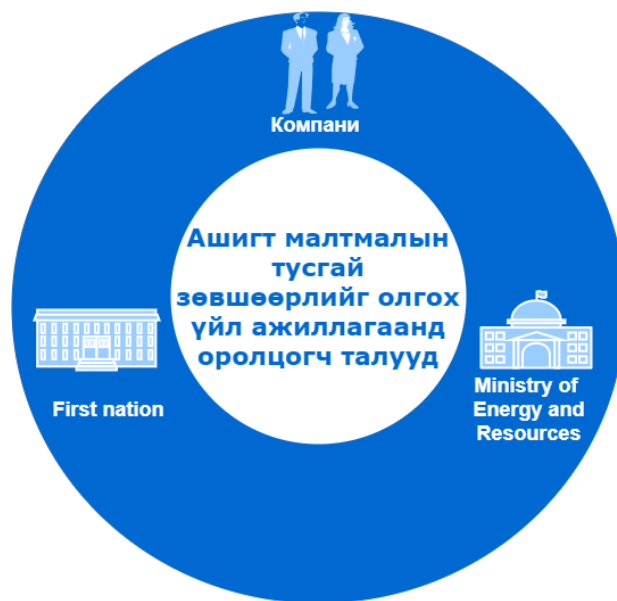 Компани
Ашигт малтмалын
тусгай
зөвшөөрлийг олгох
үйл ажиллагаанд
оролцогч талууд
First nation
Ministry of
Energy and
Resources